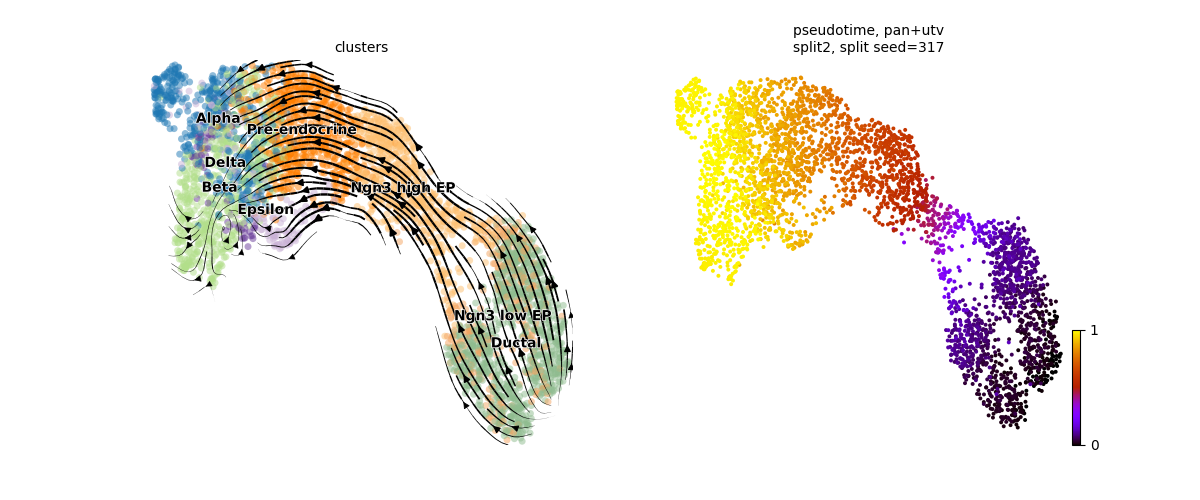 clusters
Alpha
Pre-endocrine
Delta
Beta
Ngn3 high EP
Epsilon
Ngn3 low EP
Ductal
pseudotime, pan+utv
split2, split seed=317
1
0